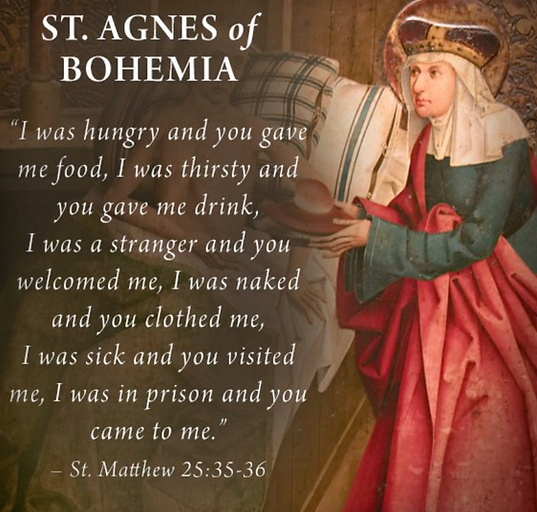 ST. AGNES of
BOHEMIA
“I was hungry and you gave
me food, I was thirsty and
you gave me drink,
I was a stranger and you
welcomed me, I was naked
and you clothed me,
I was sick and you visited
me, I was in prison and you
came to me.”
– St. Matthew 25:35-36